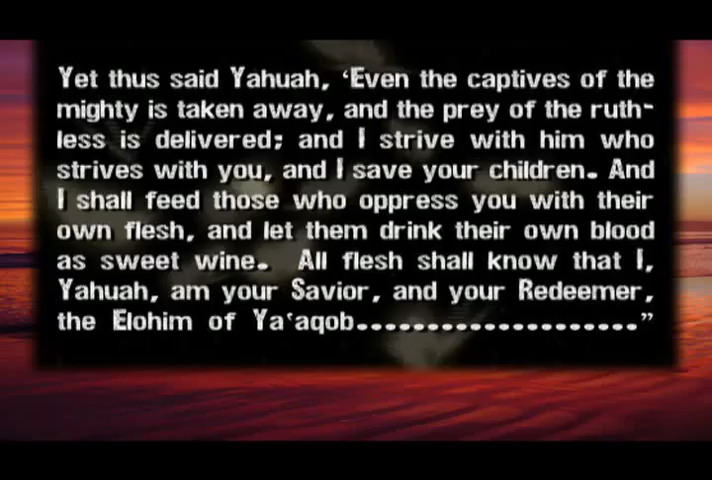 Yet thus said Yahuah, ‘Even the captives of the
mighty is taken away, and the prey of the ruth-
less is delivered; and I strive with him who
strives with you, and I save your children. And
I shall feed those who oppress you with their
own flesh, and let them drink their own blood
as sweet wine. All flesh shall know that I,
Yahuah, am your Savior, and your Redeemer,
the Elohim of Ya‘aqob.....................”